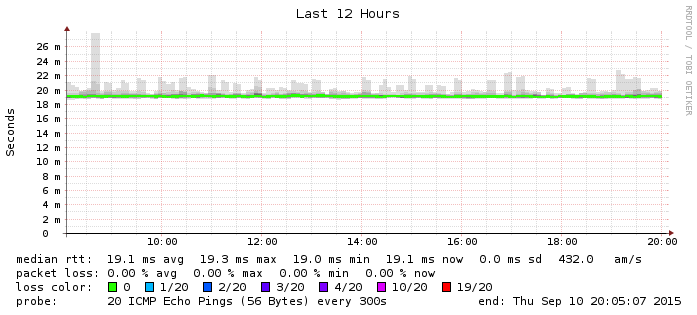 Last 12 Hours
RRDTOOL / TOBI OETIKER
Seconds
26 m
24 m
22 m
20 m
18 m
16 m
14 m
12 m
10 m
8 m
6 m
4 m
2 m
0
10:00 12:00 14:00 16:00 18:00 20:00
median rtt: 19.1 ms avg 19.3 ms max 19.0 ms min 19.1 ms now 0.0 ms sd 432.0 am/s
packet loss: 0.00 % avg 0.00 % max 0.00 % min 0.00 % now
loss color: 0 1/20 2/20 3/20 4/20 10/20 19/20
probe: 20 ICMP Echo Pings (56 Bytes) every 300s end: Thu Sep 10 20:05:07 2015